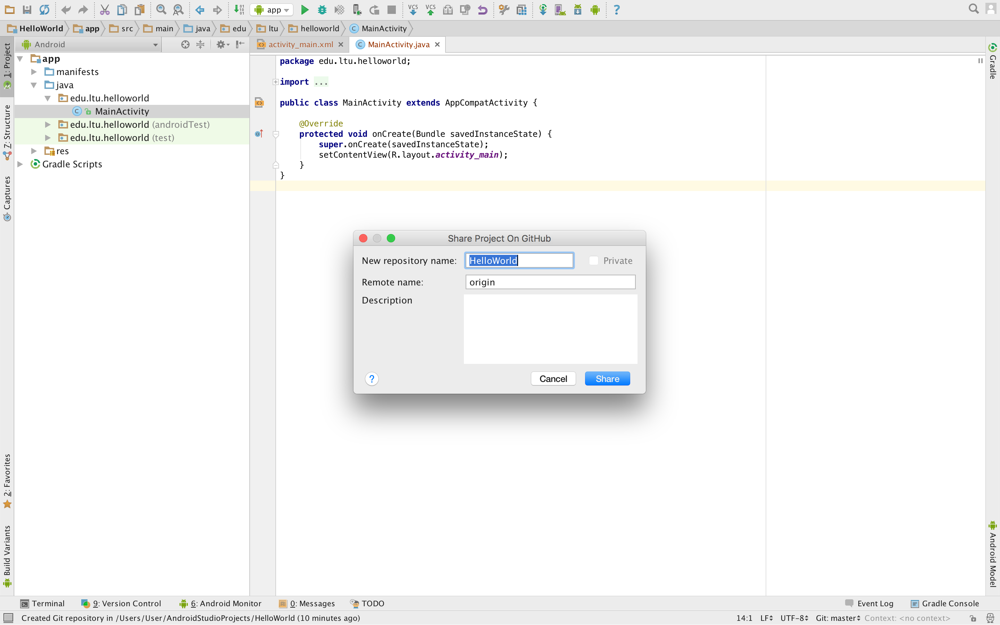 VCS VCS
app
?
HelloWorld app src main java edu ltu helloworld C MainActivity
Android
activity_main.xml
C MainActivity.java
1: Project
7: Structure
Captures
2: Favorites
Build Variants
app
manifests
java
edu.ltu.helloworld
C MainActivity
edu.ltu.helloworld (androidTest)
edu.ltu.helloworld (test)
res
Gradle Scripts
package edu.ltu.helloworld;
import ...
public class MainActivity extends AppCompatActivity {
@Override
protected void onCreate(Bundle savedInstanceState) {
super.onCreate(savedInstanceState);
setContentView(R.layout.activity_main);
}
}
Share Project On GitHub
New repository name: HelloWorld Private
Remote name: origin
Description
? Cancel Share
Gradle
Android Model
Terminal 9: Version Control 6: Android Monitor 0: Messages TODO Event Log Gradle Console
Created Git repository in /Users/User/AndroidStudioProjects/HelloWorld (10 minutes ago) 14:1 LF UTF-8 Git: master Context: <no context>